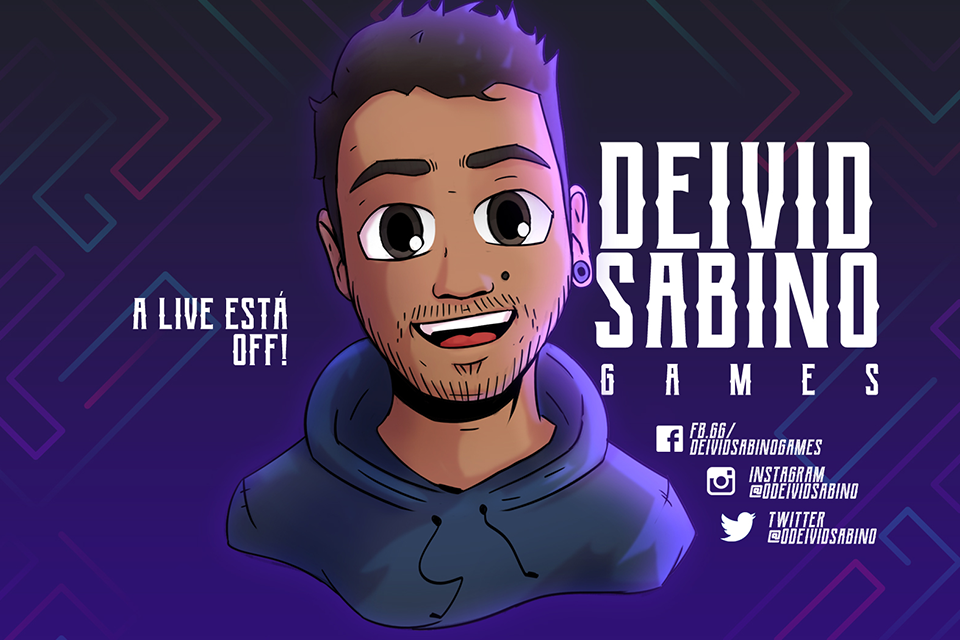 A LIVE ESTÁ
OFF!
DEIVID
SABINO
GAMES
FB.GG/
DEIVIDSABINOGAMES
INSTAGRAM
@ODEIVIDSABINO
TWITTER
@ODEIVIDSABINO